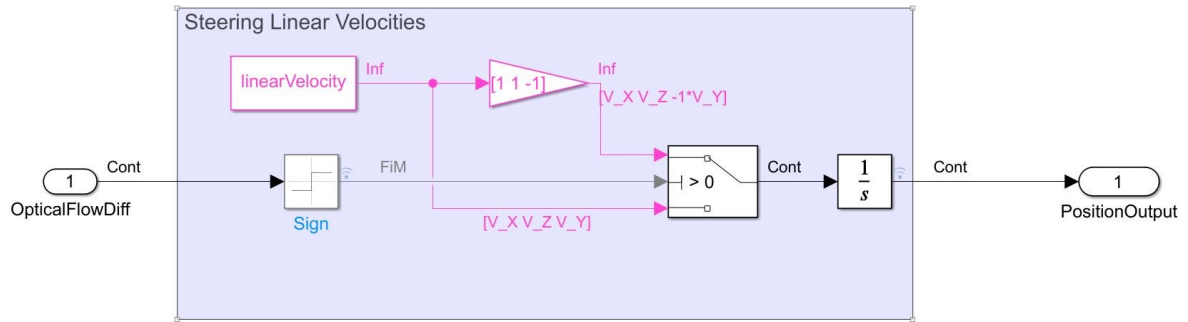 Steering Linear Velocities
linearVelocity
Inf
[1 1 -1]
Inf
[V_X V_Z -1*V_Y]
1
OpticalFlowDiff
Cont
Sign
FiM
[V_X V_Z V_Y]
> 0
Cont
1
s
Cont
1
PositionOutput